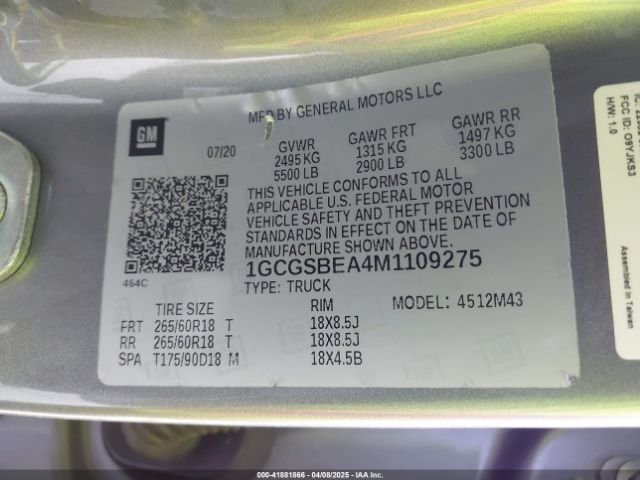 MFD BY GENERAL MOTORS LLC
GM
07/20
GVWR
2495 KG
5500 LB
GAWR FRT
1315 KG
2900 LB
GAWR RR
1497 KG
3300 LB
THIS VEHICLE CONFORMS TO ALL
APPLICABLE U.S. FEDERAL MOTOR
VEHICLE SAFETY AND THEFT PREVENTION
STANDARDS IN EFFECT ON THE DATE OF
MANUFACTURE SHOWN ABOVE.
1GCGSBEA4M1109275
TYPE: TRUCK
MODEL: 4512M43
464C
TIRE SIZE RIM
FRT 265/60R18 T 18X8.5J
RR 265/60R18 T 18X8.5J
SPA T175/90D18 M 18X4.5B
FCC ID: O9YJKS3
H/W: 1.0
Assembled in Taiwan
000-41881866 | 04/08/2025 | IAAI.COM